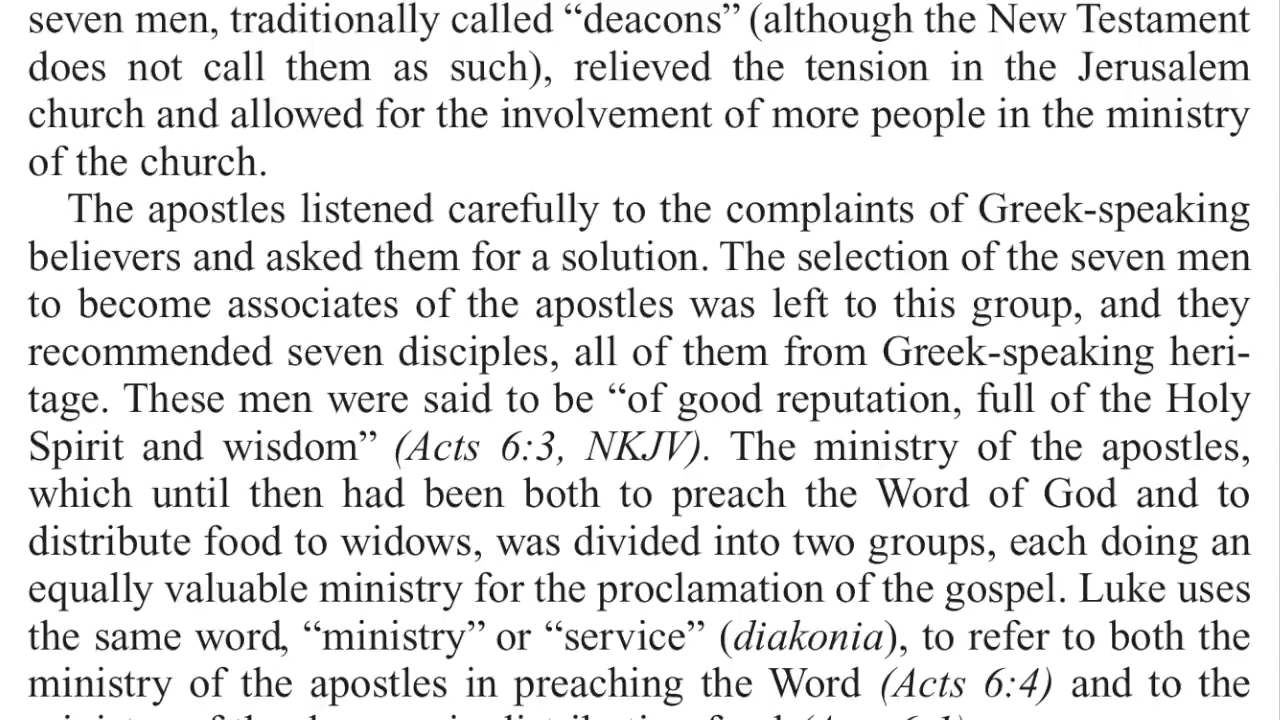 seven men, traditionally called “deacons” (although the New Testament
does not call them as such), relieved the tension in the Jerusalem
church and allowed for the involvement of more people in the ministry
of the church.
The apostles listened carefully to the complaints of Greek-speaking
believers and asked them for a solution. The selection of the seven men
to become associates of the apostles was left to this group, and they
recommended seven disciples, all of them from Greek-speaking heri-
tage. These men were said to be “of good reputation, full of the Holy
Spirit and wisdom” (Acts 6:3, NKJV). The ministry of the apostles,
which until then had been both to preach the Word of God and to
distribute food to widows, was divided into two groups, each doing an
equally valuable ministry for the proclamation of the gospel. Luke uses
the same word, “ministry” or “service” (diakonia), to refer to both the
ministry of the apostles in preaching the Word (Acts 6:4) and to the